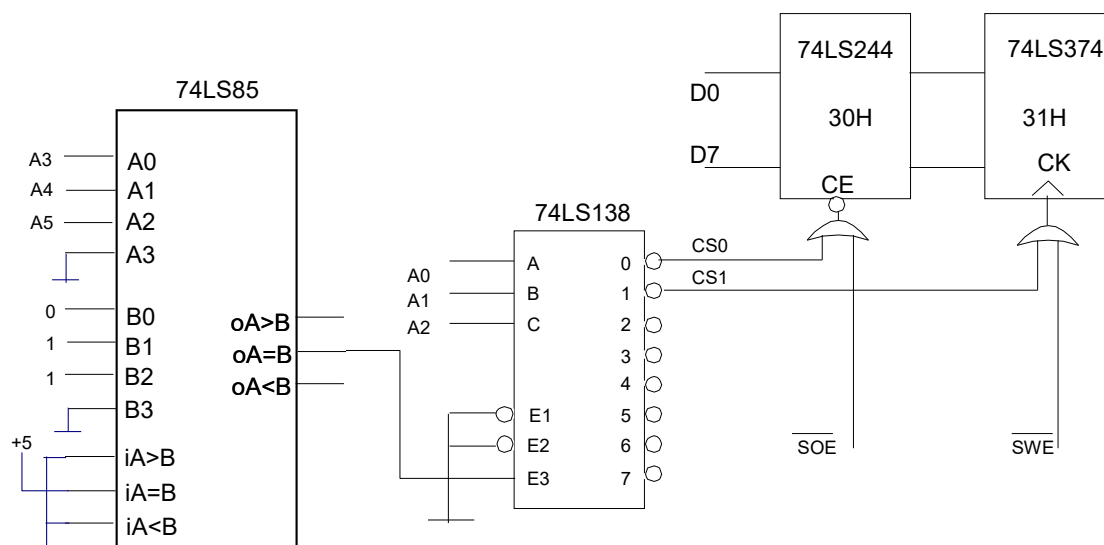 74LS85
A3 A0
A4 A1
A5 A2
A3
0 B0
1 B1
1 B2
B3
+5
iA>B
iA=B
iA<B
oA>B
oA=B
oA<B
74LS138
A0 A 0
A1 B 1
A2 C 2
3
4
E1 5
E2 6
E3 7
CS0
CS1
74LS244
30H
CE
D0
D7
74LS374
31H
CK
SOE
SWE